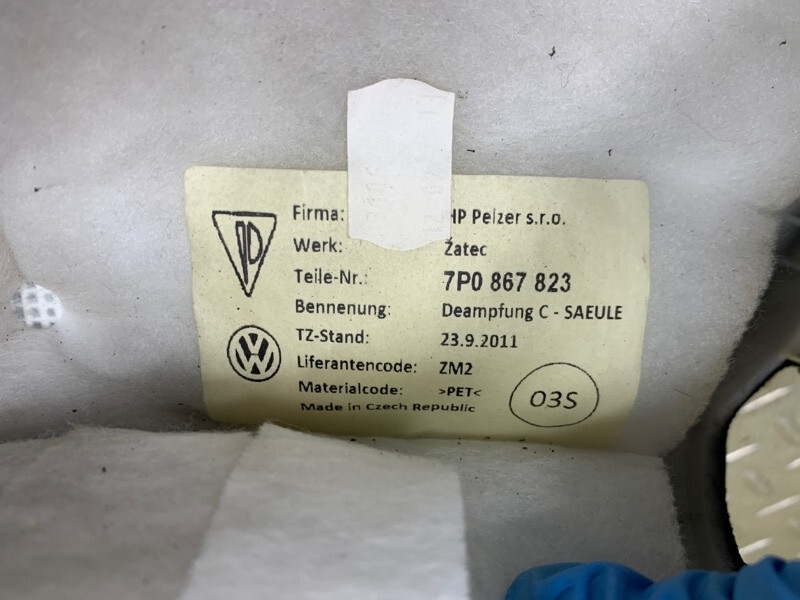 Firma: HP Pelzer s.r.o.
Werk: Žatec
Teile-Nr.: 7P0 867 823
Bennenung: Deampfung C - SAEULE
TZ-Stand: 23.9.2011
Liferantencode: ZM2
Materialcode: >PET<
Made in Czech Republic
03S